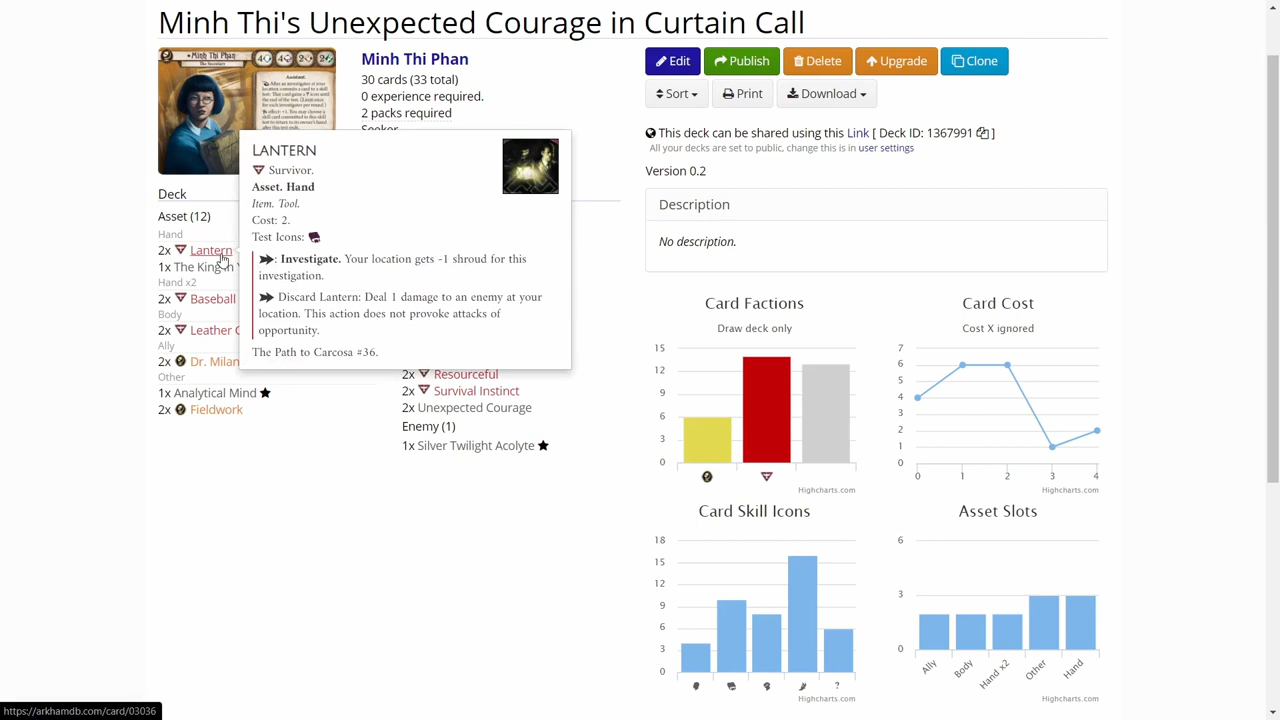 Minh Thi's Unexpected Courage in Curtain Call
Minh Thi Phan
Minh Thi Phan
30 cards (33 total)
0 experience required.
2 packs required
Seeker
Edit
Publish
Delete
Upgrade
Clone
Sort
Print
Download
This deck can be shared using this Link [ Deck ID: 1367991 ]
All your decks are set to public, change this in user settings
Version 0.2
Description
No description.
LANTERN
Survivor.
Asset. Hand
Item. Tool.
Cost: 2.
Test Icons:
: Investigate. Your location gets -1 shroud for this
investigation.
Discard Lantern: Deal 1 damage to an enemy at your
location. This action does not provoke attacks of
opportunity.
The Path to Carcosa #36.
Deck
Asset (12)
Hand
2x Lantern
1x The King in Y
Hand x2
2x Baseball
Body
2x Leather C
Ally
2x Dr. Milan
Other
1x Analytical Mind
2x Fieldwork
2x Resourceful
2x Survival Instinct
2x Unexpected Courage
Enemy (1)
1x Silver Twilight Acolyte
Card Factions
Draw deck only
15
12
9
6
3
0
Highcharts.com
Card Cost
Cost X ignored
7
6
5
4
3
2
1
0
0 1 2 3 4
Highcharts.com
Card Skill Icons
18
15
12
9
6
3
0
?
Highcharts.com
Asset Slots
6
3
0
Ally
Body
Hand x2
Other
Hand
Highcharts.com
https://arkhamdb.com/card/03036